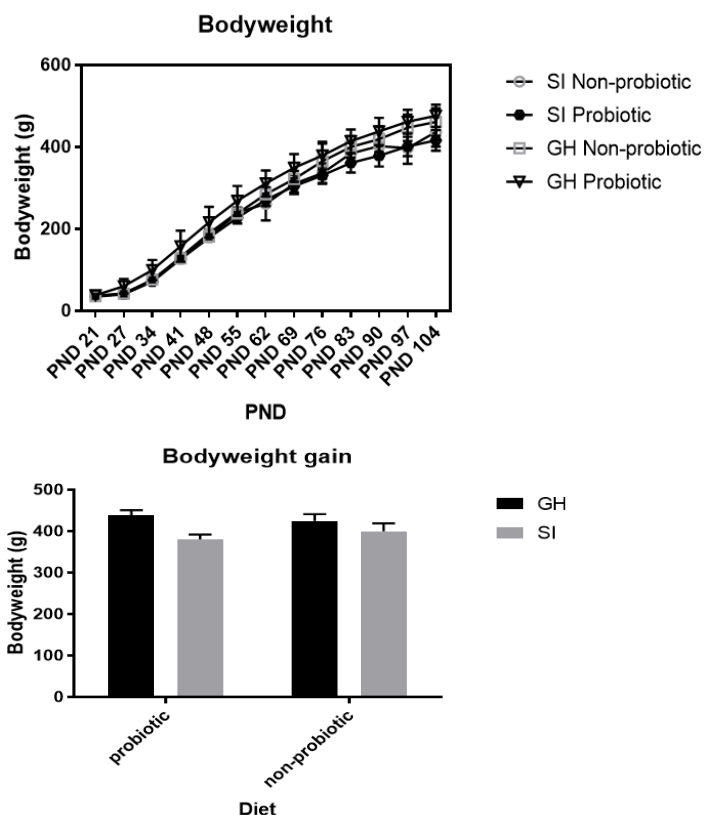 Bodyweight
600
400
200
0
Bodyweight (g)
PND 21
PND 27
PND 34
PND 41
PND 48
PND 55
PND 62
PND 69
PND 76
PND 83
PND 90
PND 97
PND 104
PND
SI Non-probiotic
SI Probiotic
GH Non-probiotic
GH Probiotic
Bodyweight gain
500
400
300
200
100
0
Bodyweight (g)
probiotic
non-probiotic
Diet
GH
SI